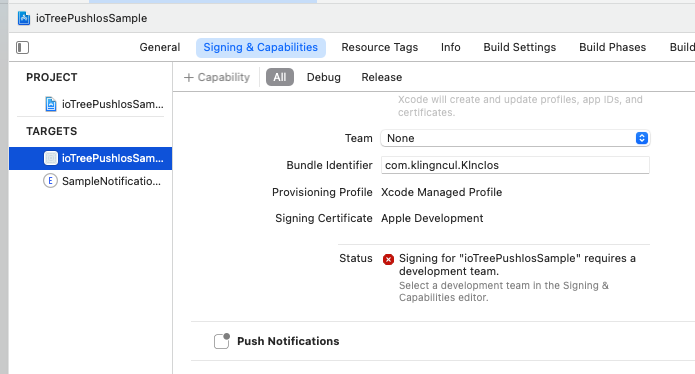 ioTreePushIosSample
General Signing & Capabilities Resource Tags Info Build Settings Build Phases Build
PROJECT
ioTreePushIosSam...
TARGETS
ioTreePushIosSam...
E SampleNotificatio...
+ Capability All Debug Release
Xcode will create and update profiles, app IDs, and
certificates.
Team None
Bundle Identifier com.klingncul.KIncIos
Provisioning Profile Xcode Managed Profile
Signing Certificate Apple Development
Status Signing for "ioTreePushIosSample" requires a
development team.
Select a development team in the Signing &
Capabilities editor.
Push Notifications